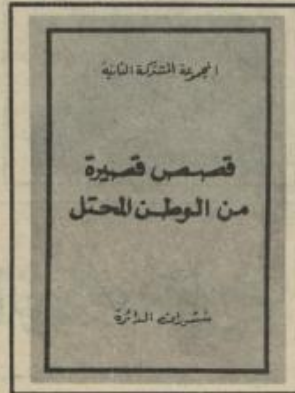 المجموعة المشتركة الثانية
قصص قصيرة
من الوطن المحتل
منشورات الدائرة